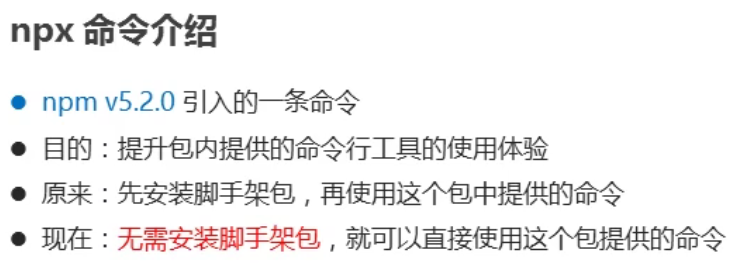 npx 命令介绍
npm v5.2.0 引入的一条命令
目的：提升包内提供的命令行工具的使用体验
原来：先安装脚手架包，再使用这个包中提供的命令
现在：无需安装脚手架包，就可以直接使用这个包提供的命令